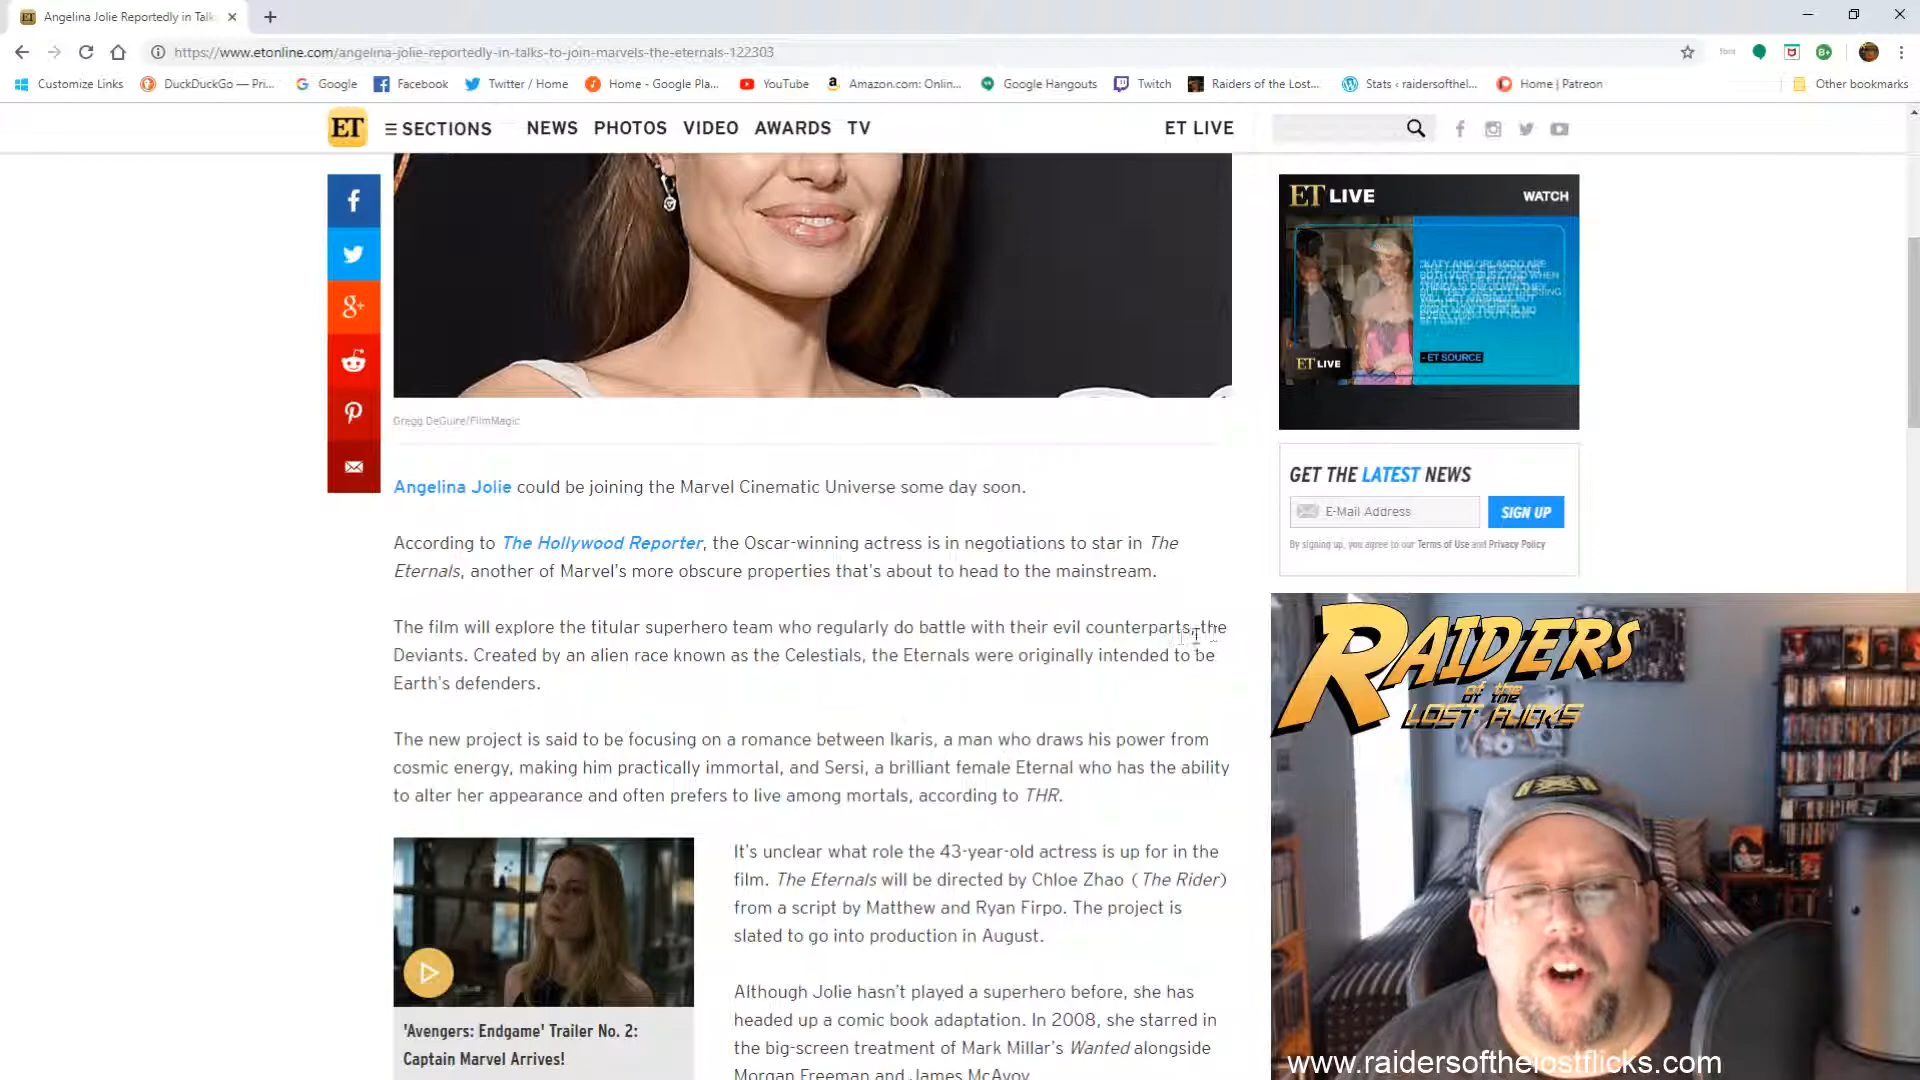 Angelina Jolie Reportedly in Talk
https://www.etonline.com/angelina-jolie-reportedly-in-talks-to-join-marvels-the-eternals-122303
Customize Links DuckDuckGo — Pri... Google Facebook Twitter / Home Home - Google Pla... YouTube Amazon.com: Onlin... Google Hangouts Twitch Raiders of the Lost... Stats ‹ raidersofthel... Home | Patreon Other bookmarks
ET SECTIONS NEWS PHOTOS VIDEO AWARDS TV ET LIVE
ET LIVE WATCH
ET LIVE
- ET SOURCE
Gregg DeGuire/FilmMagic
Angelina Jolie could be joining the Marvel Cinematic Universe some day soon.
According to The Hollywood Reporter, the Oscar-winning actress is in negotiations to star in The
Eternals, another of Marvel's more obscure properties that's about to head to the mainstream.
The film will explore the titular superhero team who regularly do battle with their evil counterparts, the
Deviants. Created by an alien race known as the Celestials, the Eternals were originally intended to be
Earth's defenders.
The new project is said to be focusing on a romance between Ikaris, a man who draws his power from
cosmic energy, making him practically immortal, and Sersi, a brilliant female Eternal who has the ability
to alter her appearance and often prefers to live among mortals, according to THR.
It's unclear what role the 43-year-old actress is up for in the
film. The Eternals will be directed by Chloe Zhao (The Rider)
from a script by Matthew and Ryan Firpo. The project is
slated to go into production in August.
Although Jolie hasn't played a superhero before, she has
headed up a comic book adaptation. In 2008, she starred in
the big-screen treatment of Mark Millar's Wanted alongside
Morgan Freeman and James McAvoy
'Avengers: Endgame' Trailer No. 2:
Captain Marvel Arrives!
GET THE LATEST NEWS
E-Mail Address SIGN UP
By signing up, you agree to our Terms of Use and Privacy Policy
RAIDERS
of the
LOST FLICKS
www.raidersofthelostflicks.com